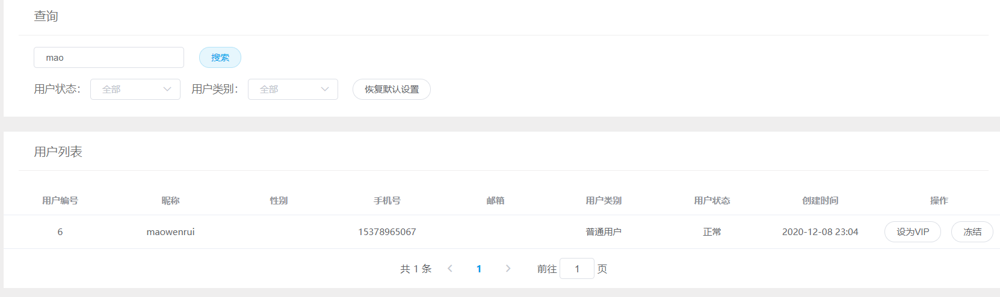 查询
mao 搜索
用户状态： 全部 用户类别： 全部 恢复默认设置
用户列表
用户编号 昵称 性别 手机号 邮箱 用户类别 用户状态 创建时间 操作
6 maowenrui 15378965067 普通用户 正常 2020-12-08 23:04 设为VIP 冻结
共 1 条 1 前往 1 页